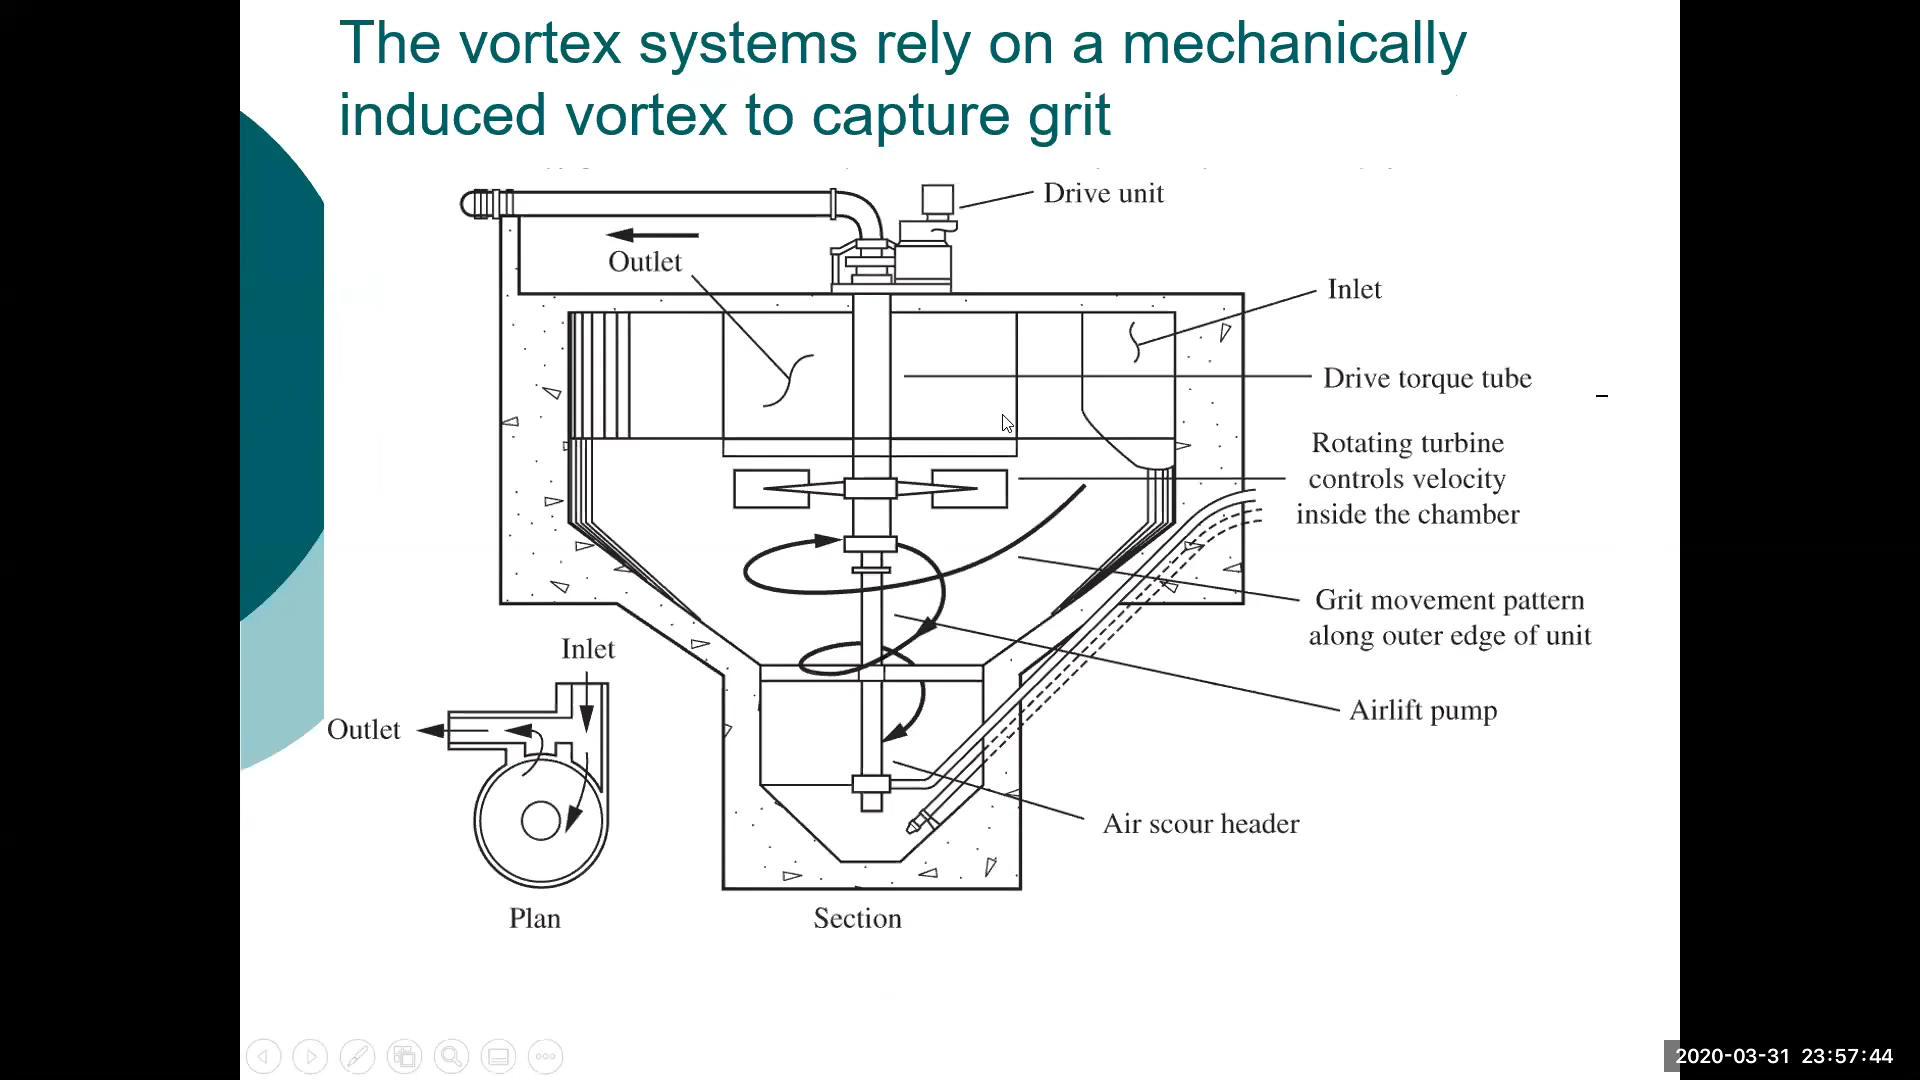 The vortex systems rely on a mechanically
induced vortex to capture grit
Drive unit
Outlet
Inlet
Drive torque tube
Rotating turbine
controls velocity
inside the chamber
Grit movement pattern
along outer edge of unit
Inlet
Outlet
Airlift pump
Air scour header
Plan
Section
2020-03-31 23:57:44